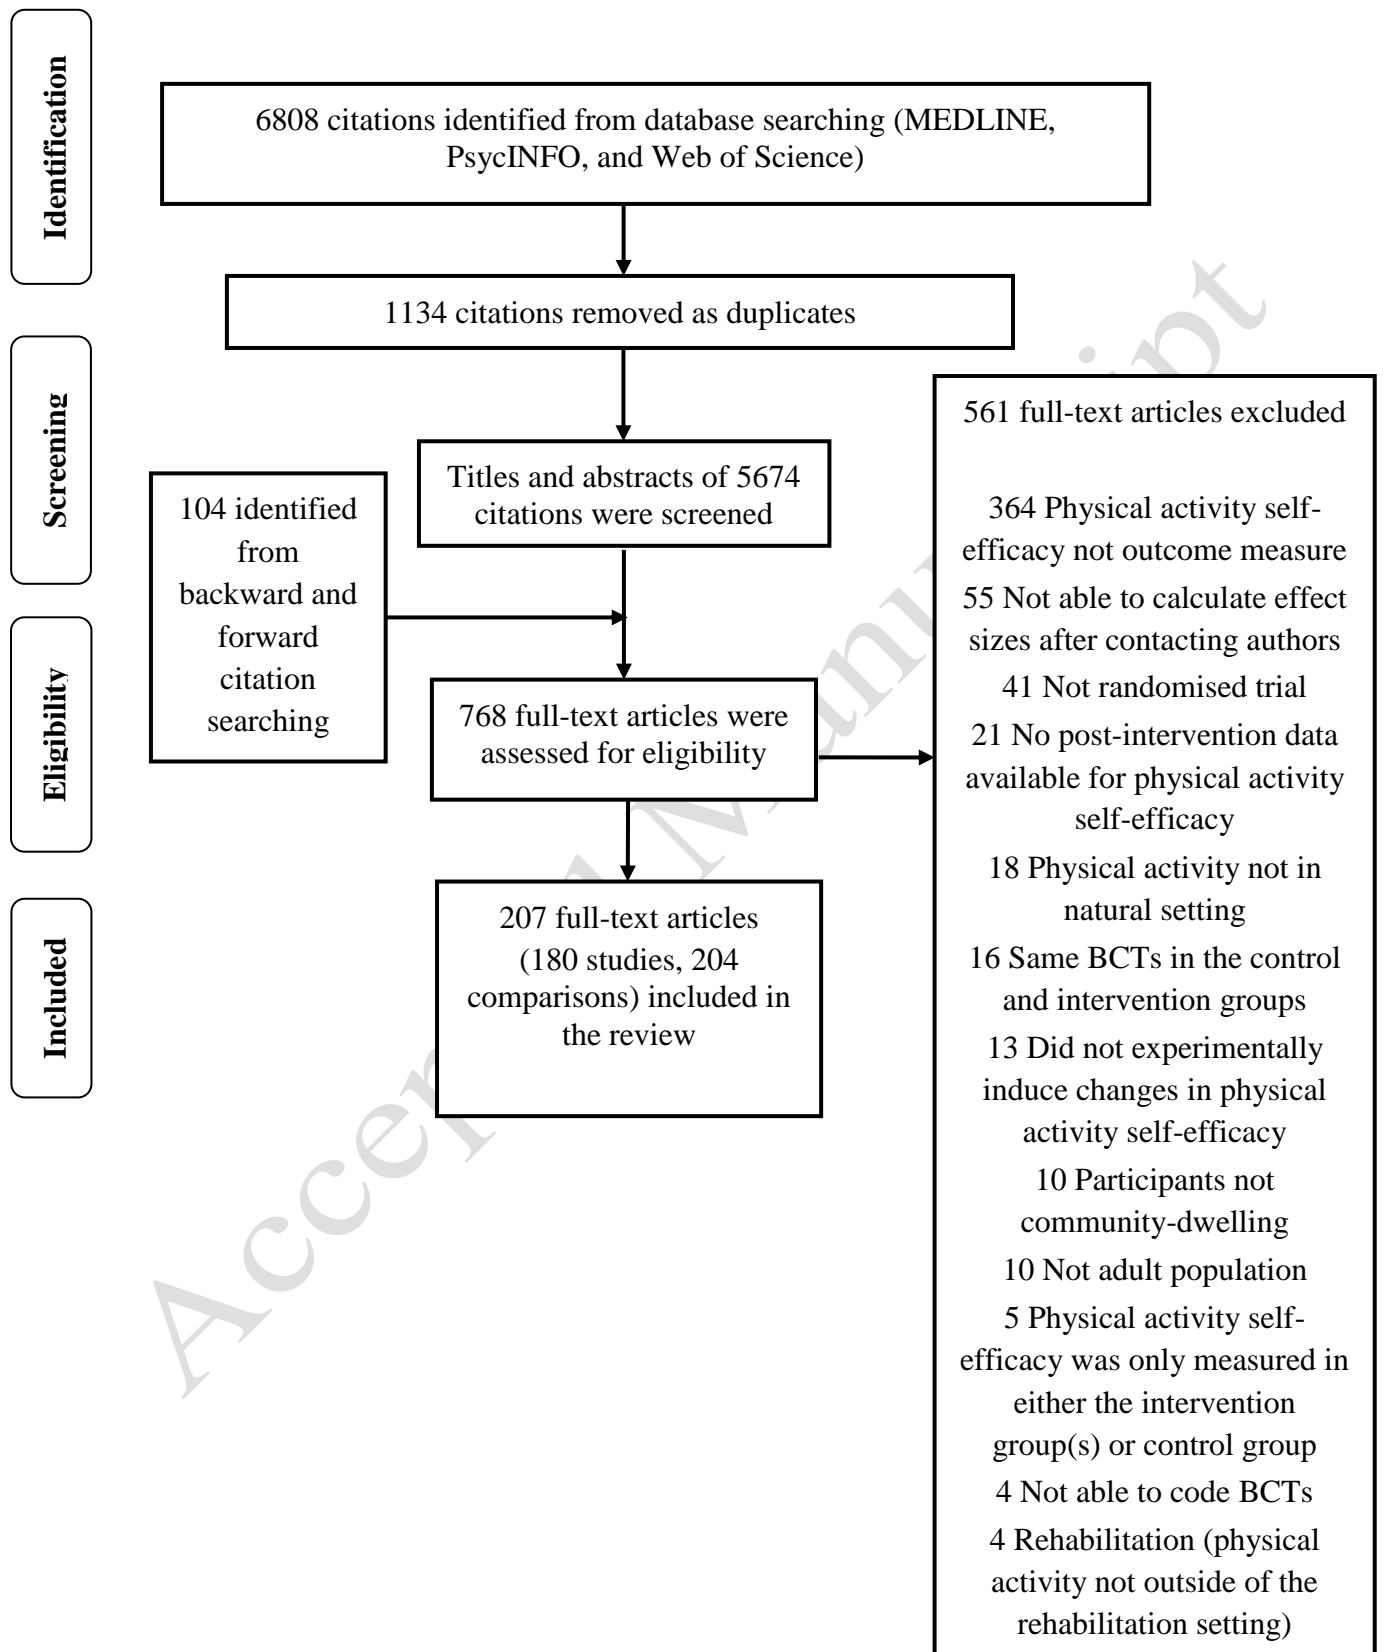 Identification
6808 citations identified from database searching (MEDLINE,
PsycINFO, and Web of Science)
1134 citations removed as duplicates
Screening
Titles and abstracts of 5674
citations were screened
104 identified
from
backward and
forward
citation
searching
Eligibility
768 full-text articles were
assessed for eligibility
561 full-text articles excluded
364 Physical activity self-
efficacy not outcome measure
55 Not able to calculate effect
sizes after contacting authors
41 Not randomised trial
21 No post-intervention data
available for physical activity
self-efficacy
18 Physical activity not in
natural setting
16 Same BCTs in the control
and intervention groups
13 Did not experimentally
induce changes in physical
activity self-efficacy
10 Participants not
community-dwelling
10 Not adult population
5 Physical activity self-
efficacy was only measured in
either the intervention
group(s) or control group
4 Not able to code BCTs
4 Rehabilitation (physical
activity not outside of the
rehabilitation setting)
Included
207 full-text articles
(180 studies, 204
comparisons) included in
the review
Accepted Manuscript